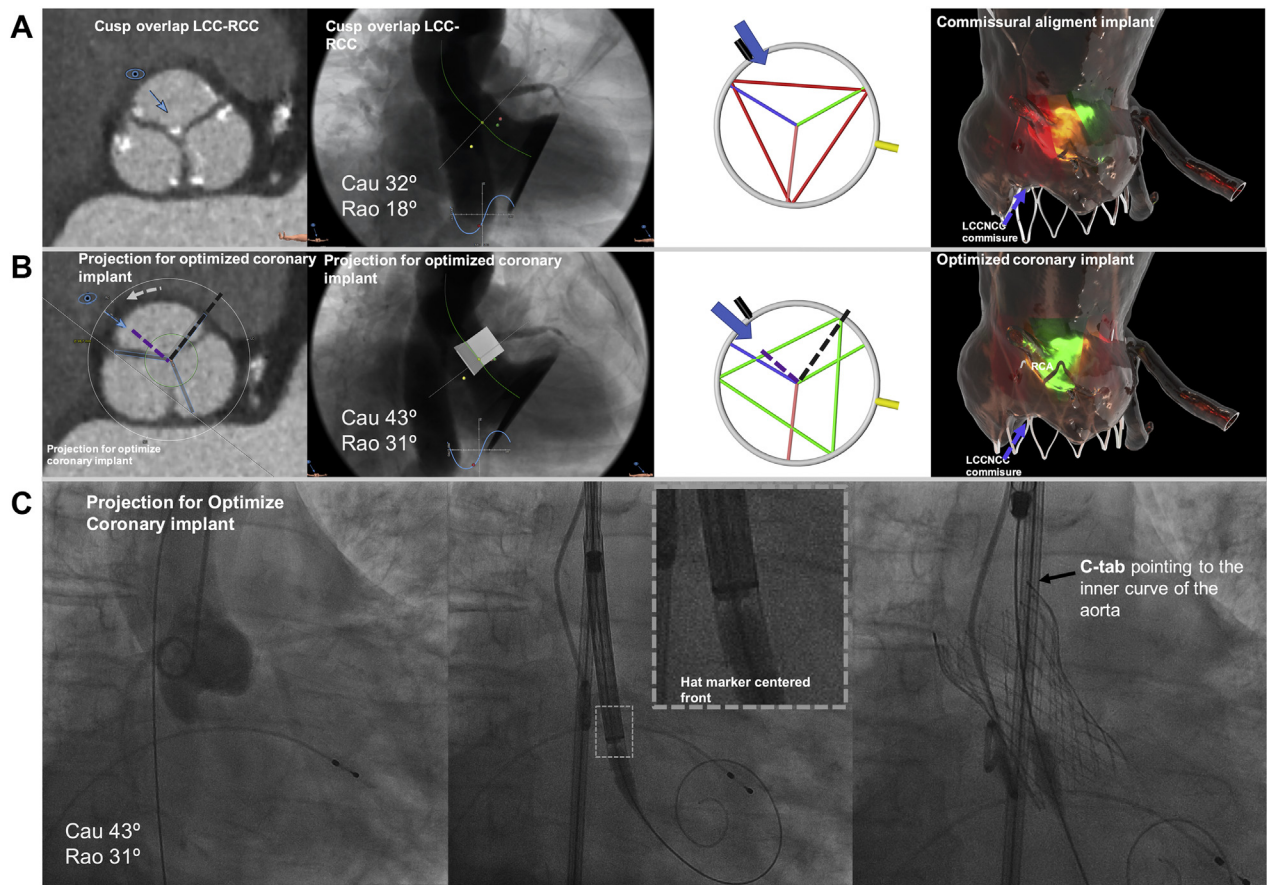 A
Cusp overlap LCC-RCC
Cusp overlap LCC-
RCC
Cau 32º
Rao 18º
Commissural aligment implant
LCCNCC
commisure
B
Projection for optimized coronary
implant
Projection for optimize
coronary implant
Projection for optimized coronary
implant
Cau 43º
Rao 31º
Optimized coronary implant
RCA
LCCNCC
commisure
C
Projection for Optimize
Coronary implant
Cau 43º
Rao 31º
Hat marker centered
front
C-tab pointing to the
inner curve of the
aorta